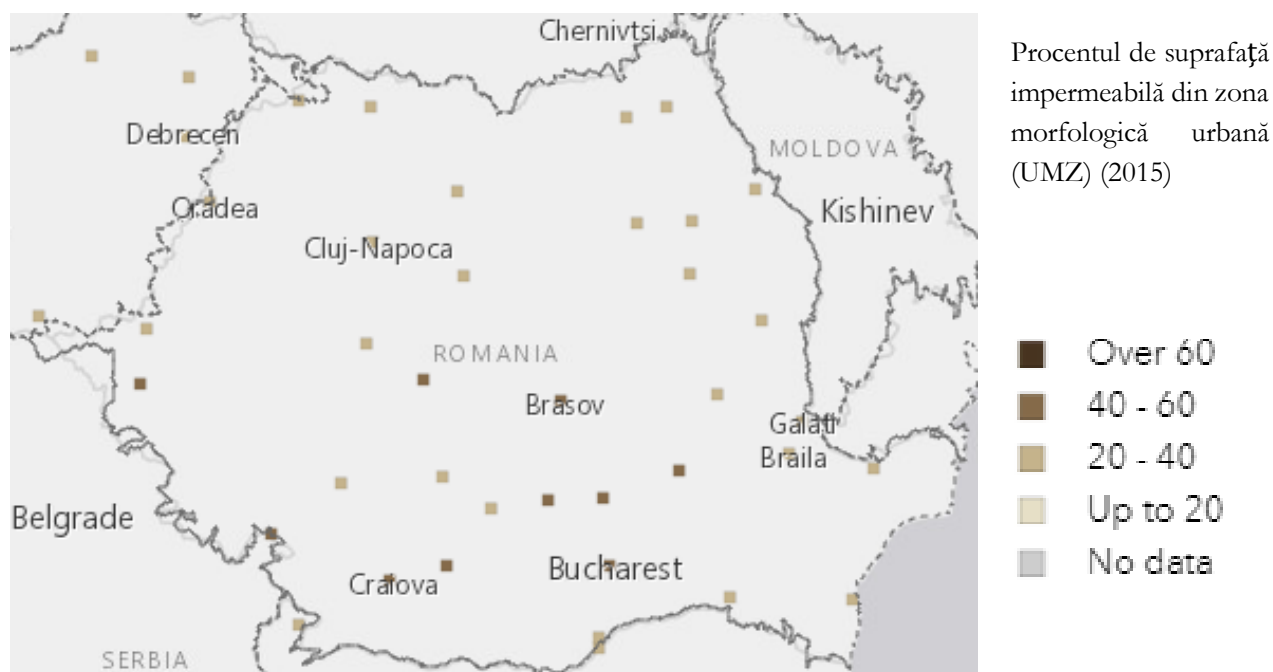 Chernivtsi
Debrecen
MOLDOVA
Oradea
Kishinev
Cluj-Napoca
ROMANIA
Brasov
Galati
Braila
Belgrade
Bucharest
Craiova
SERBIA
Procentul de suprafață
impermeabilă din zona
morfologică urbană
(UMZ) (2015)
Over 60
40 - 60
20 - 40
Up to 20
No data